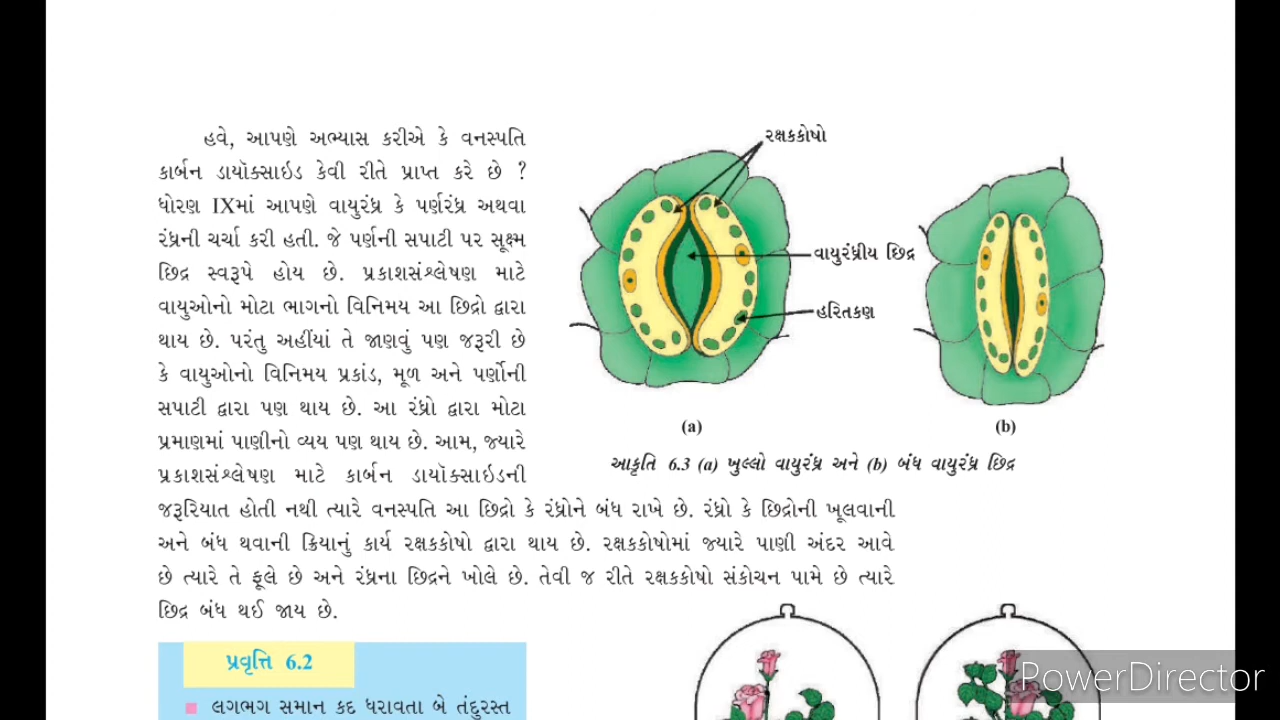 હવે, આપણે અભ્યાસ કરીએ કે વનસ્પતિ
કાર્બન ડાયૉક્સાઇડ કેવી રીતે પ્રાપ્ત કરે છે ?
ધોરણ IXમાં આપણે વાયુરંધ્ર કે પર્ણરંધ્ર અથવા
રંધ્રની ચર્ચા કરી હતી. જે પર્ણની સપાટી પર સૂક્ષ્મ
છિદ્ર સ્વરૂપે હોય છે. પ્રકાશસંશ્લેષણ માટે
વાયુઓનો મોટા ભાગનો વિનિમય આ છિદ્રો દ્વારા
થાય છે. પરંતુ અહીંયાં તે જાણવું પણ જરૂરી છે
કે વાયુઓનો વિનિમય પ્રકાંડ, મૂળ અને પર્ણોની
સપાટી દ્વારા પણ થાય છે. આ રંધ્રો દ્વારા મોટા
પ્રમાણમાં પાણીનો વ્યય પણ થાય છે. આમ, જ્યારે
પ્રકાશસંશ્લેષણ માટે કાર્બન ડાયૉક્સાઇડની
જરૂરિયાત હોતી નથી ત્યારે વનસ્પતિ આ છિદ્રો કે રંધ્રોને બંધ રાખે છે. રંધ્રો કે છિદ્રોની ખૂલવાની
અને બંધ થવાની ક્રિયાનું કાર્ય રક્ષકકોષો દ્વારા થાય છે. રક્ષકકોષોમાં જ્યારે પાણી અંદર આવે
છે ત્યારે તે ફૂલે છે અને રંધ્રના છિદ્રને ખોલે છે. તેવી જ રીતે રક્ષકકોષો સંકોચન પામે છે ત્યારે
છિદ્ર બંધ થઈ જાય છે.
રક્ષકકોષો
વાયુરંધ્રીય છિદ્ર
હરિતકણ
(a)
(b)
આકૃતિ 6.3 (a) ખુલ્લો વાયુરંધ્ર અને (b) બંધ વાયુરંધ્ર છિદ્ર
પ્રવૃત્તિ 6.2
લગભગ સમાન કદ ધરાવતા બે તંદુરસ્ત
PowerDirector